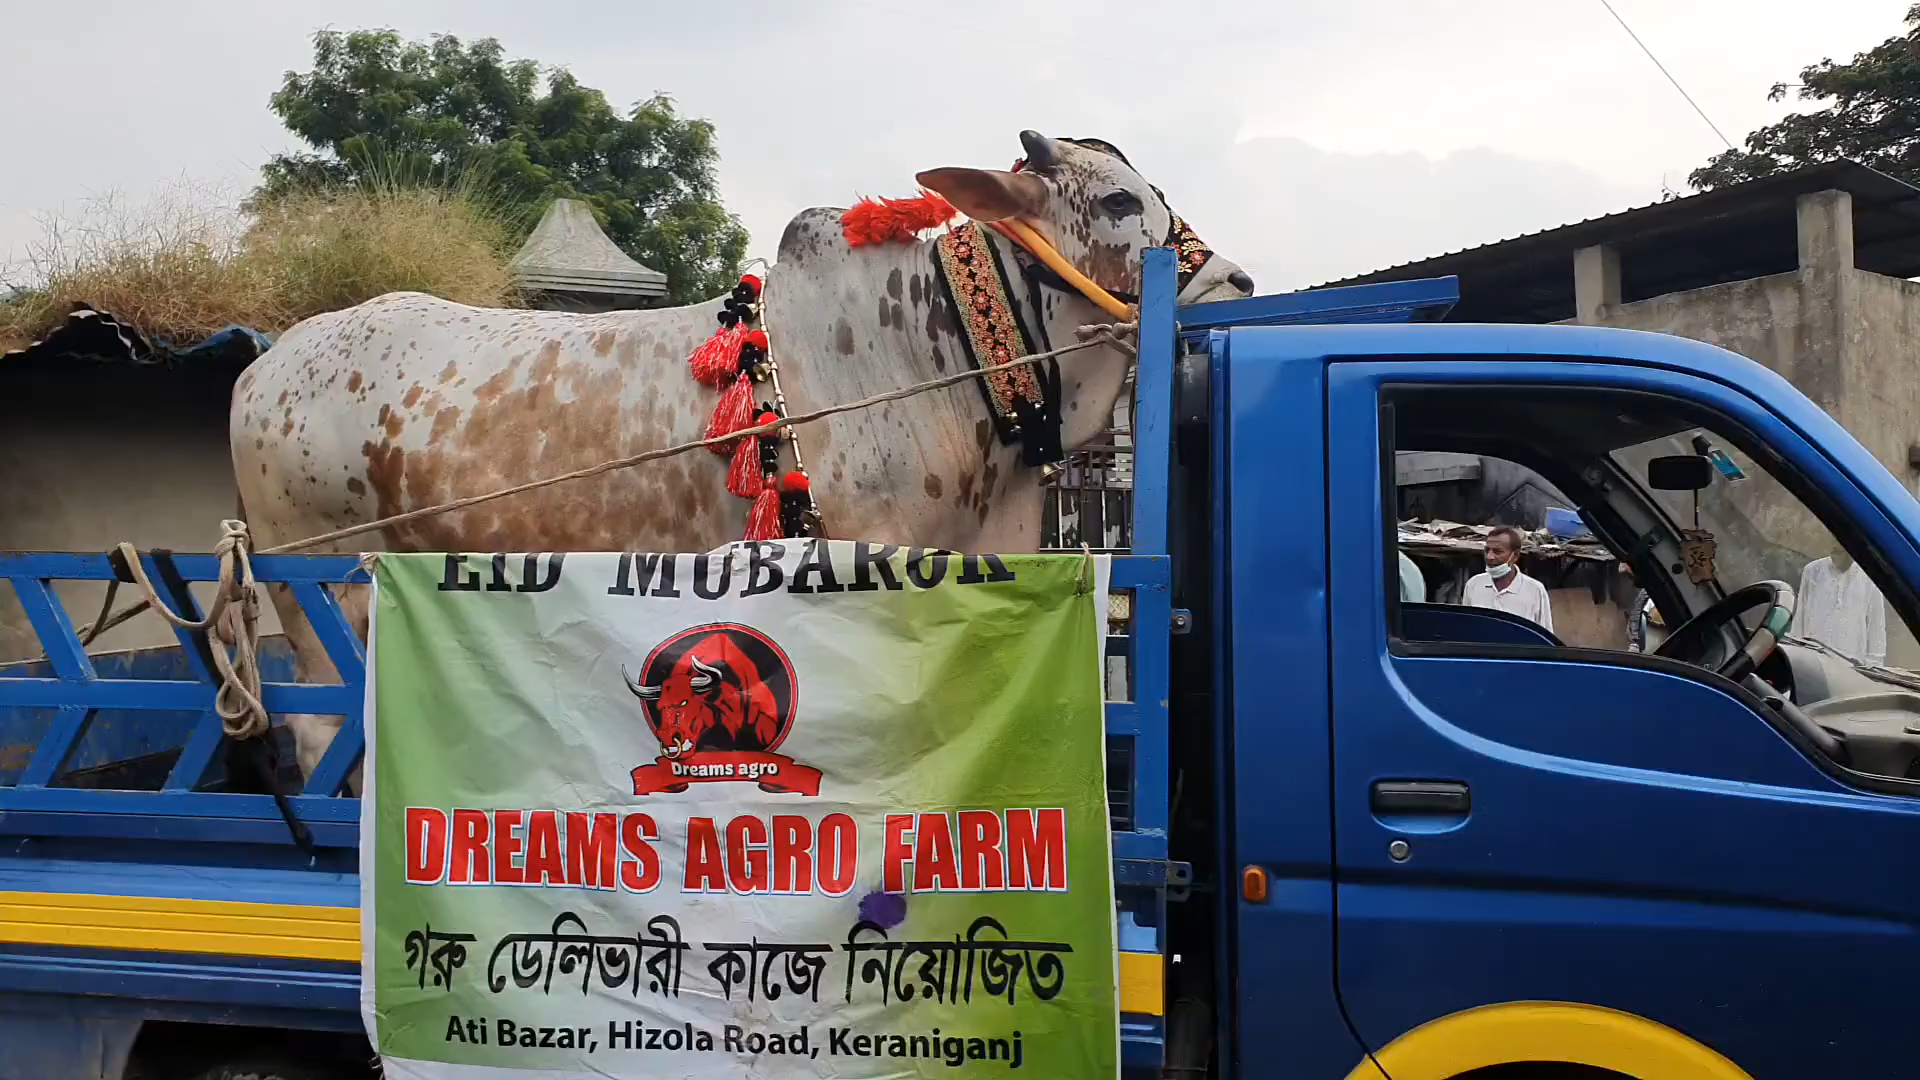 EID MUBAROK
Dreams agro
DREAMS AGRO FARM
গরু ডেলিভারী কাজে নিয়োজিত
Ati Bazar, Hizola Road, Keraniganj